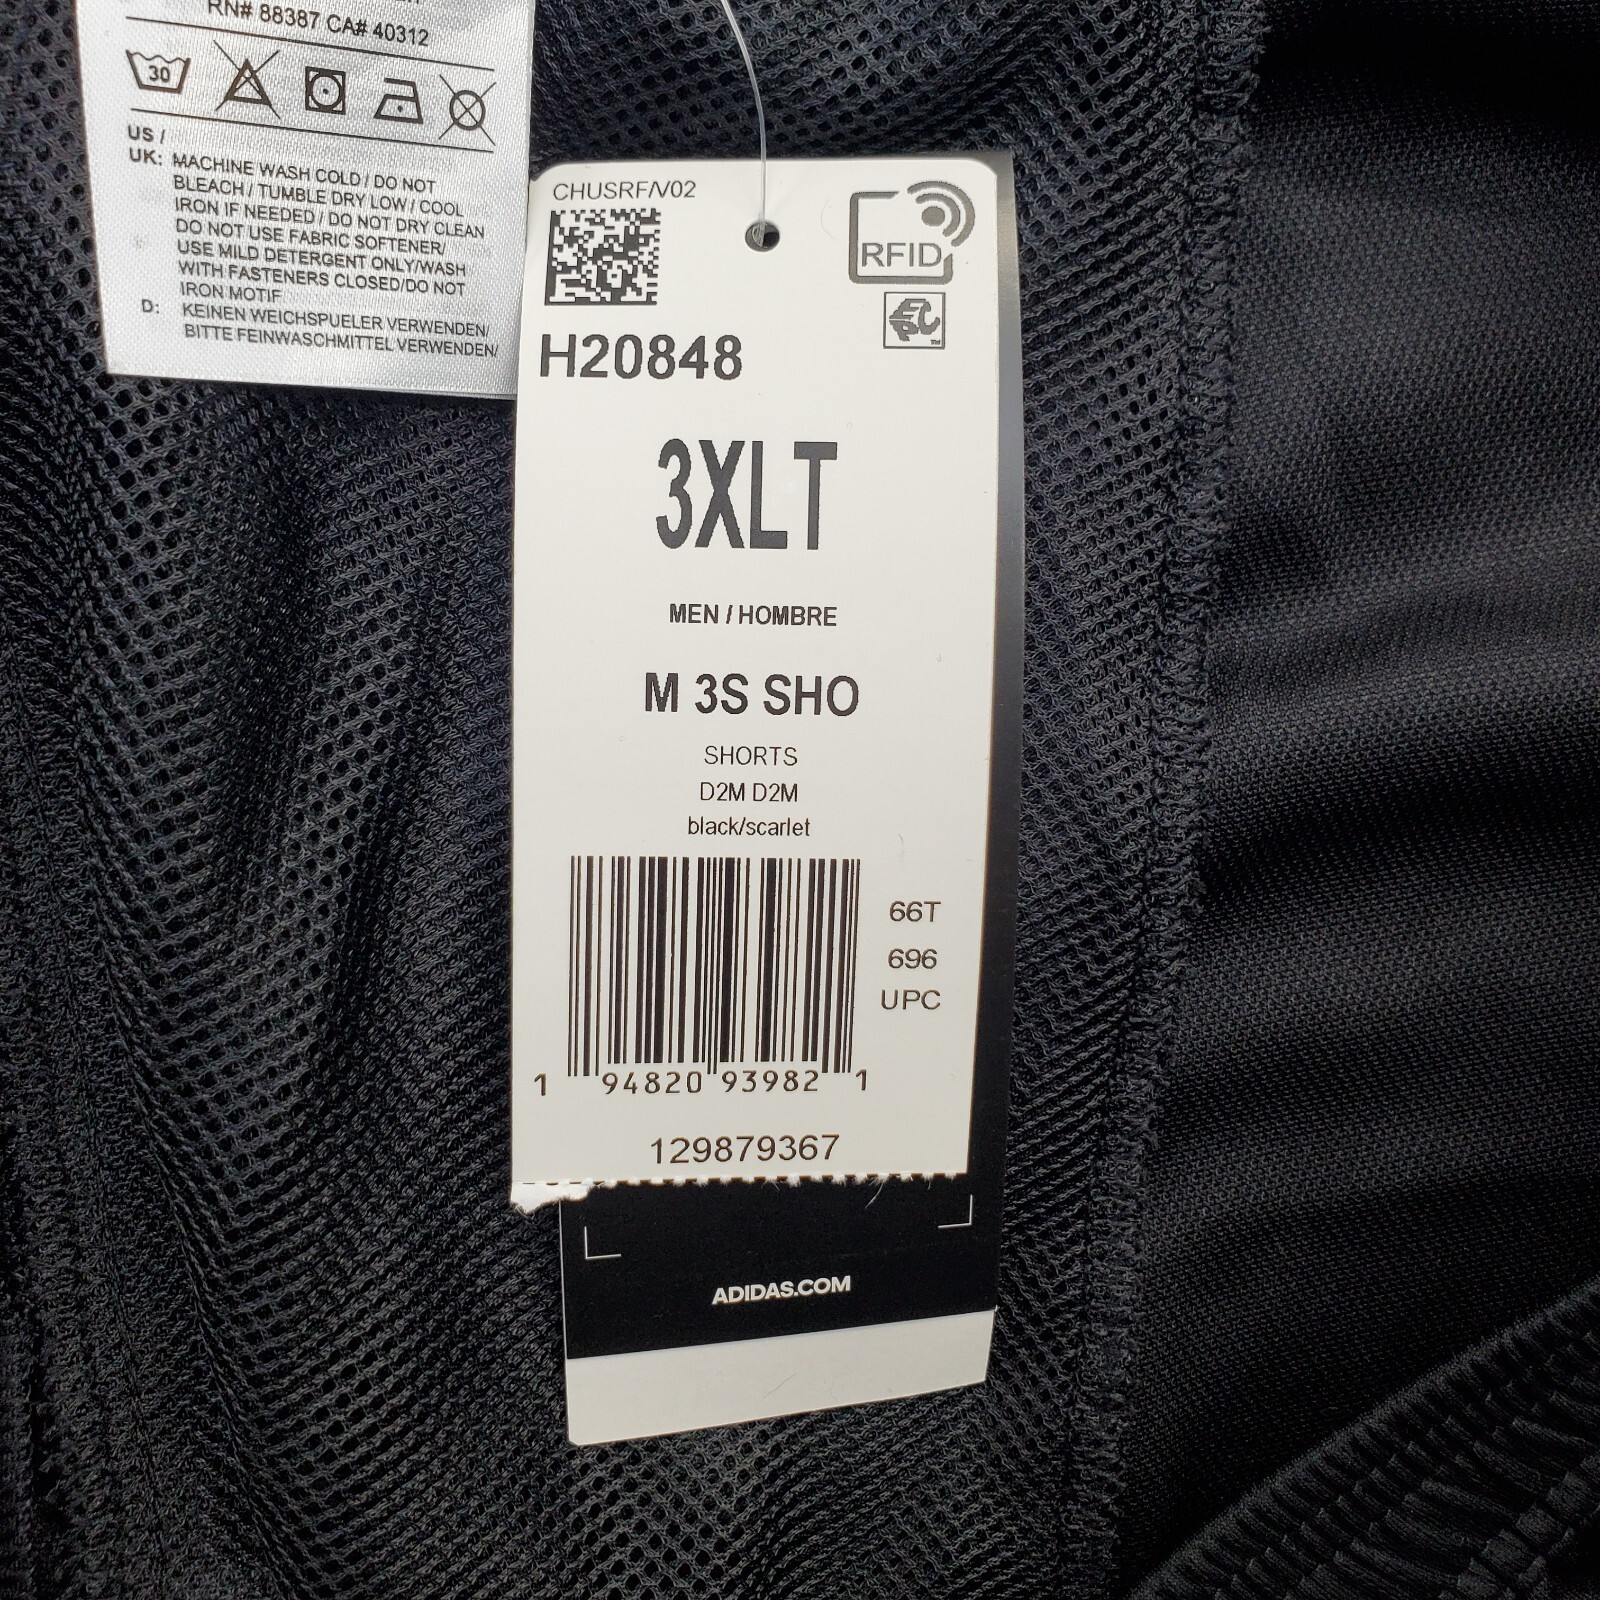 RN# 88387 CA# 40312
30
US /
UK: MACHINE WASH COLD / DO NOT
BLEACH / TUMBLE DRY LOW / COOL
IRON IF NEEDED / DO NOT DRY CLEAN
DO NOT USE FABRIC SOFTENER/
USE MILD DETERGENT ONLY/WASH
WITH FASTENERS CLOSED/DO NOT
IRON MOTIF
D: KEINEN WEICHSPUELER VERWENDEN/
BITTE FEINWASCHMITTEL VERWENDEN/
CHUSRF/V02
RFID
EPC
TM
H20848
3XLT
MEN / HOMBRE
M 3S SHO
SHORTS
D2M D2M
black/scarlet
66T
696
UPC
1 94820 93982 1
129879367
ADIDAS.COM